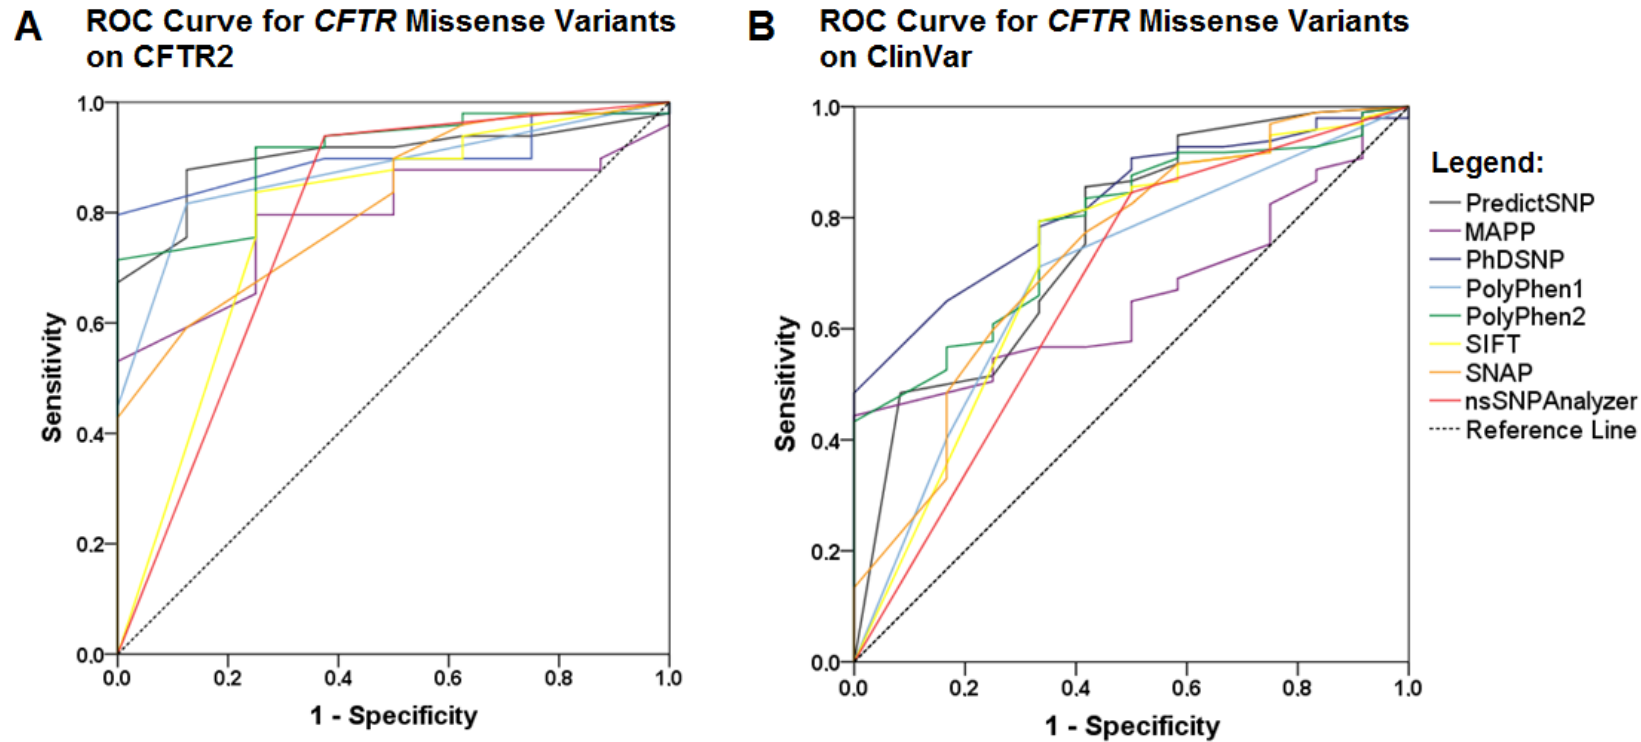 A
ROC Curve for CFTR Missense Variants
on CFTR2
1.0
0.8
0.6
0.4
0.2
0.0
Sensitivity
0.0 0.2 0.4 0.6 0.8 1.0
1 - Specificity
B
ROC Curve for CFTR Missense Variants
on ClinVar
1.0
0.8
0.6
0.4
0.2
0.0
Sensitivity
0.0 0.2 0.4 0.6 0.8 1.0
1 - Specificity
Legend:
PredictSNP
MAPP
PhDSNP
PolyPhen1
PolyPhen2
SIFT
SNAP
nsSNPAnalyzer
Reference Line